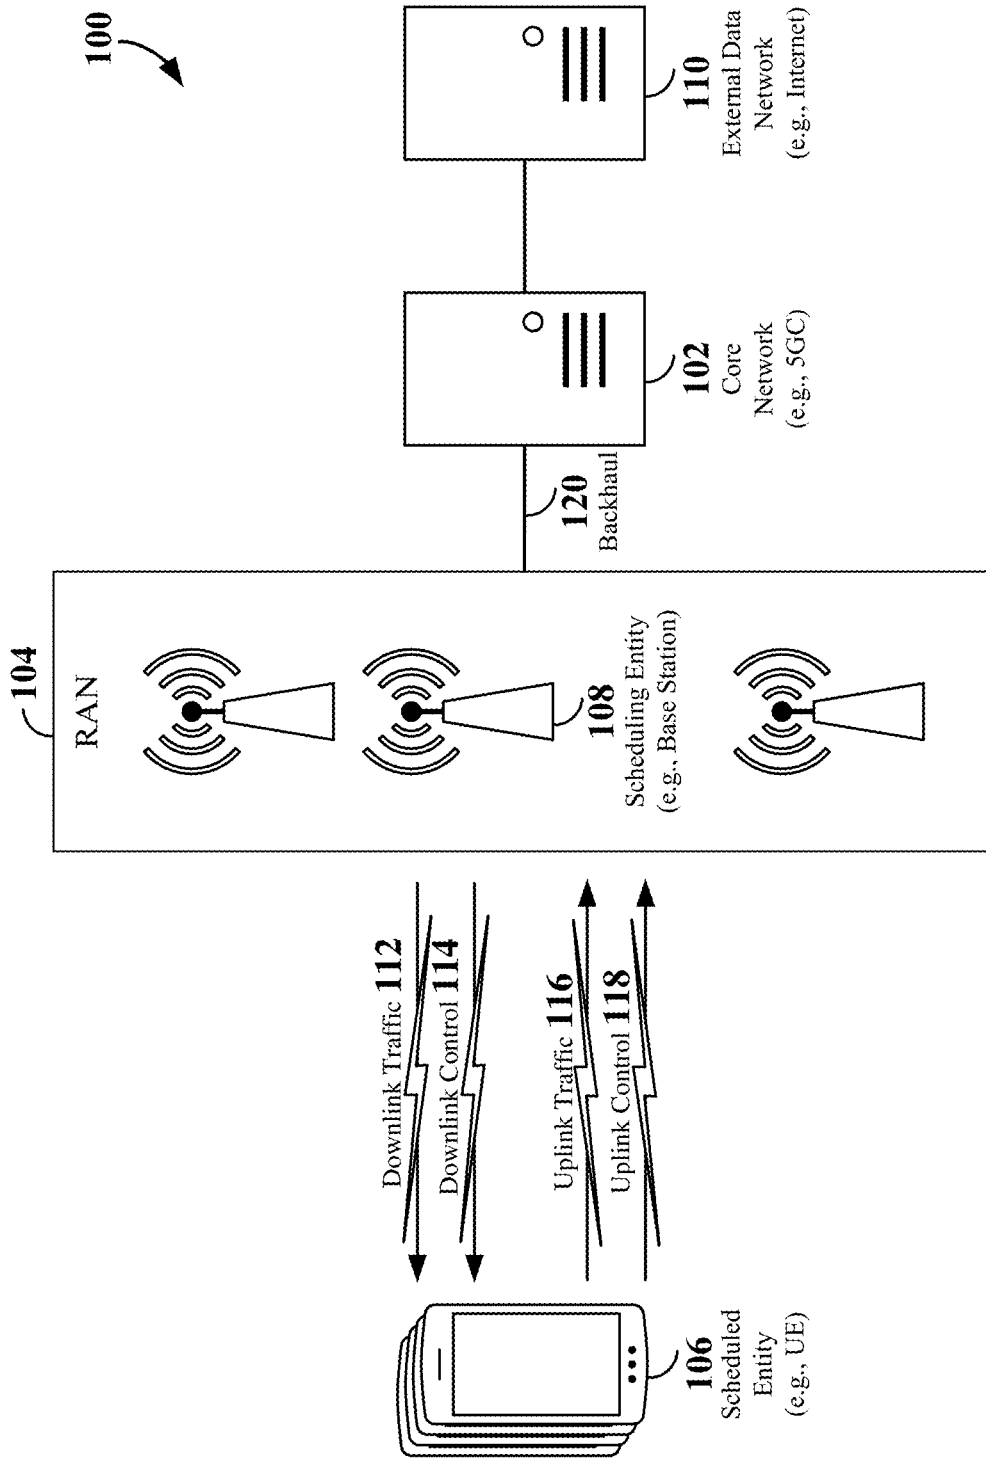 100
104
RAN
Downlink Traffic 112
Downlink Control 114
Uplink Traffic 116
Uplink Control 118
106
Scheduled
Entity
(e.g., UE)
108
Scheduling Entity
(e.g., Base Station)
120
Backhaul
102
Core
Network
(e.g., 5GC)
110
External Data
Network
(e.g., Internet)